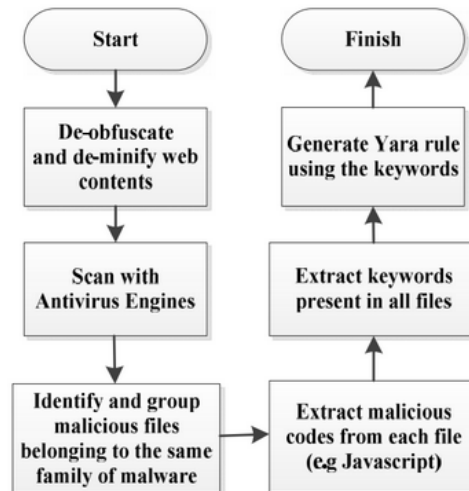 Start
De-obfuscate
and de-minify web
contents
Scan with
Antivirus Engines
Identify and group
malicious files
belonging to the same
family of malware
Extract malicious
codes from each file
(e.g Javascript)
Extract keywords
present in all files
Generate Yara rule
using the keywords
Finish